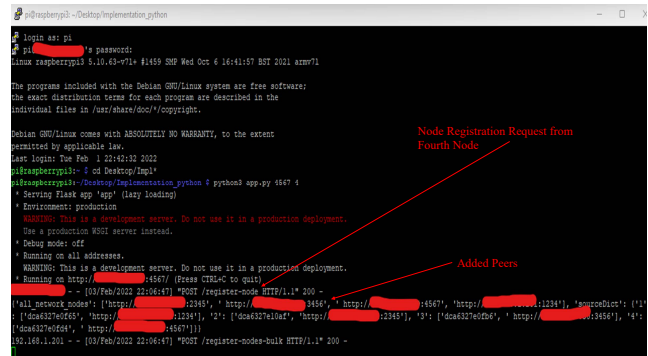 pi@raspberrypi3: ~/Desktop/Implementation_python
login as: pi
pi 's password:
Linux raspberrypi3 5.10.63-v7l+ #1459 SMP Wed Oct 6 16:41:57 BST 2021 armv7l
The programs included with the Debian GNU/Linux system are free software;
the exact distribution terms for each program are described in the
individual files in /usr/share/doc/*/copyright.
Debian GNU/Linux comes with ABSOLUTELY NO WARRANTY, to the extent
permitted by applicable law.
Last login: Tue Feb  1 22:42:32 2022
pi@raspberrypi3:~ $ cd Desktop/Impl*
pi@raspberrypi3:~/Desktop/Implementation_python $ python3 app.py 4567 4
* Serving Flask app 'app' (lazy loading)
* Environment: production
WARNING: This is a development server. Do not use it in a production deployment.
Use a production WSGI server instead.
* Debug mode: off
* Running on all addresses.
WARNING: This is a development server. Do not use it in a production deployment.
* Running on http:// :4567/ (Press CTRL+C to quit)
- - [03/Feb/2022 22:06:47] "POST /register-node HTTP/1.1" 200 -
{'all_network_nodes': ['http:// :2345', ' http:// 3456', ' http:// :4567', 'http:// :1234'], 'sourceDict': {'1'
: ['dca6327e0f65', 'http:// :1234'], '2': ['dca6327e10af', ' http:// :2345'], '3': ['dca6327e0fb6', ' http:// :3456'], '4':
['dca6327e0fd4', ' http:// :4567']}}
192.168.1.201 - - [03/Feb/2022 22:06:47] "POST /register-nodes-bulk HTTP/1.1" 200 -
Node Registration Request from
Fourth Node
Added Peers